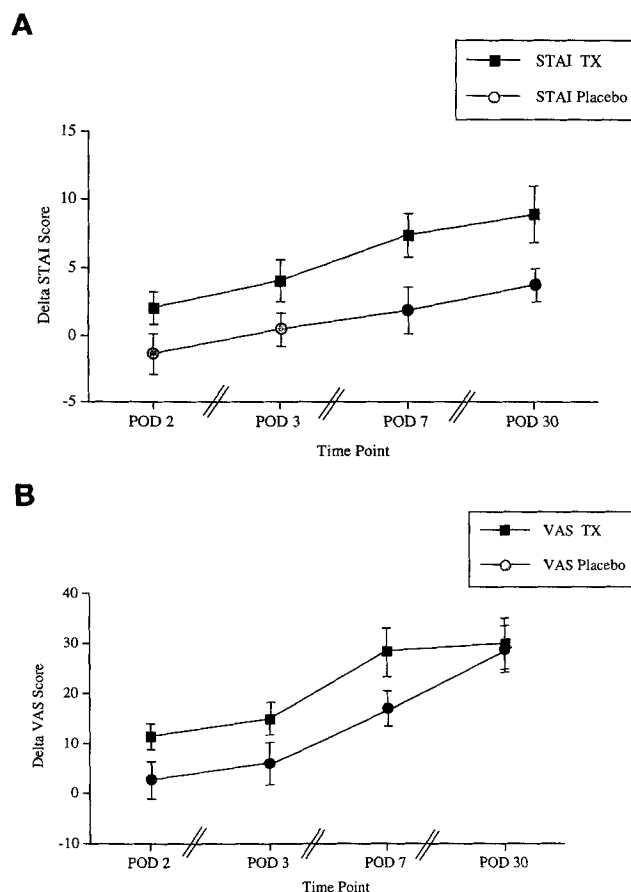 A
STAI TX
STAI Placebo
15
10
5
0
-5
Delta STAI Score
POD 2
POD 3
POD 7
POD 30
Time Point
B
VAS TX
VAS Placebo
40
30
20
10
0
-10
Delta VAS Score
POD 2
POD 3
POD 7
POD 30
Time Point